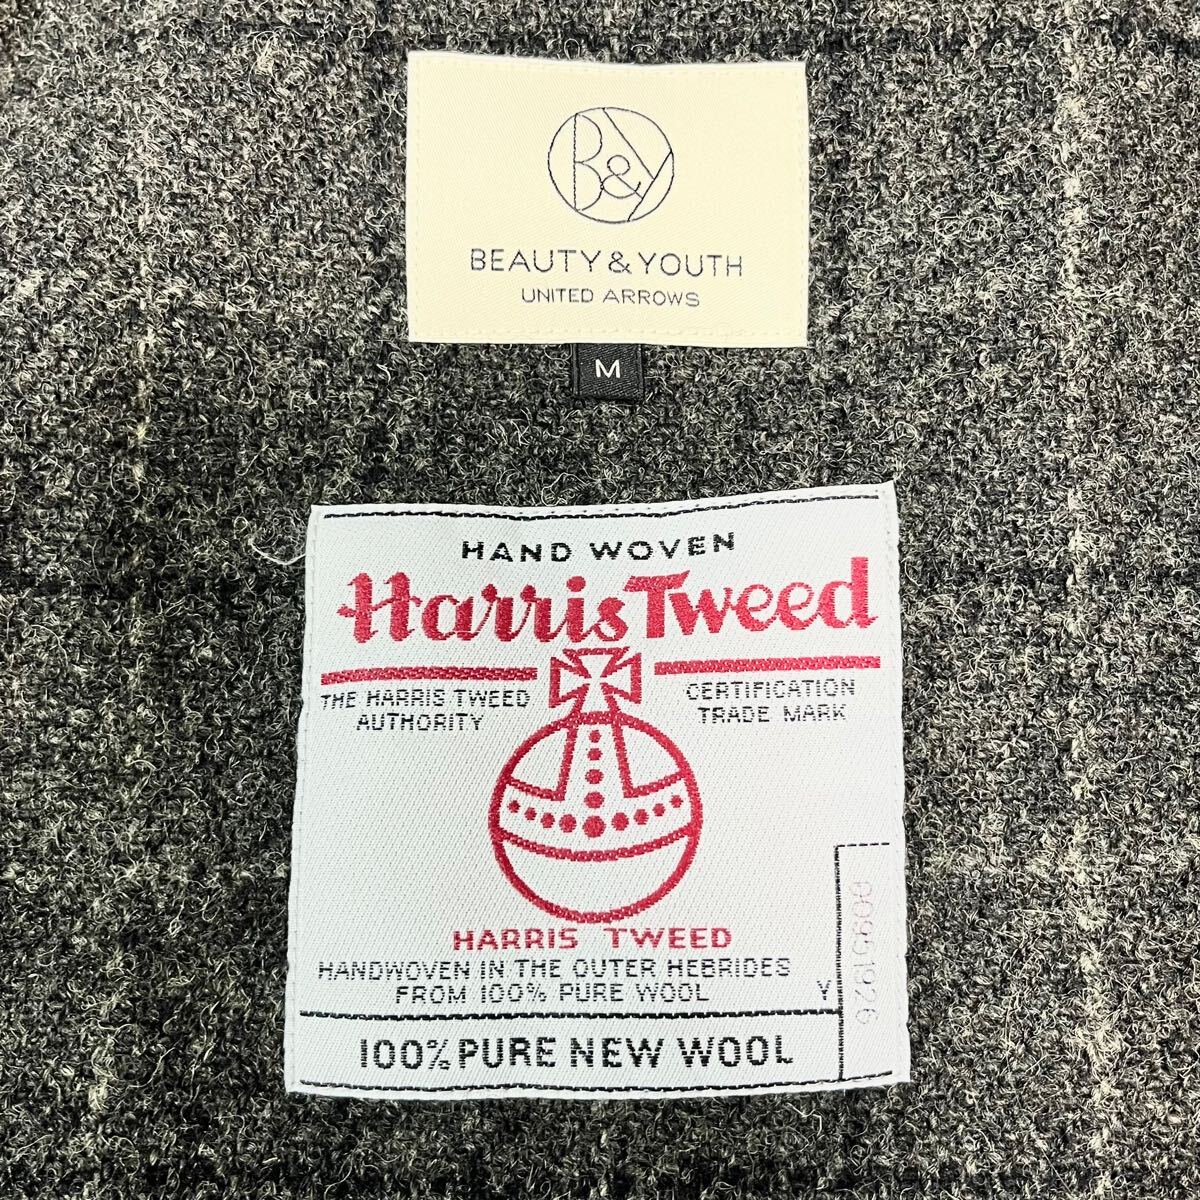 B&Y
BEAUTY & YOUTH
UNITED ARROWS
M
HAND WOVEN
Harris Tweed
THE HARRIS TWEED
AUTHORITY
CERTIFICATION
TRADE MARK
HARRIS TWEED
HANDWOVEN IN THE OUTER HEBRIDES
FROM 100% PURE WOOL
Y
100% PURE NEW WOOL